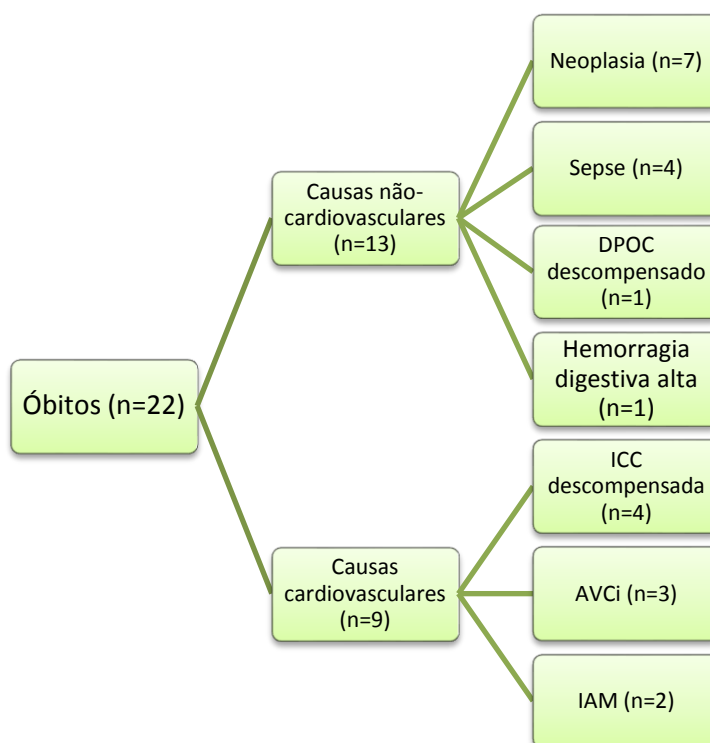 Óbitos (n=22)
Causas não-
cardiovasculares
(n=13)
Neoplasia (n=7)
Sepse (n=4)
DPOC
descompensado
(n=1)
Hemorragia
digestiva alta
(n=1)
Causas
cardiovasculares
(n=9)
ICC
descompensada
(n=4)
AVCi (n=3)
IAM (n=2)